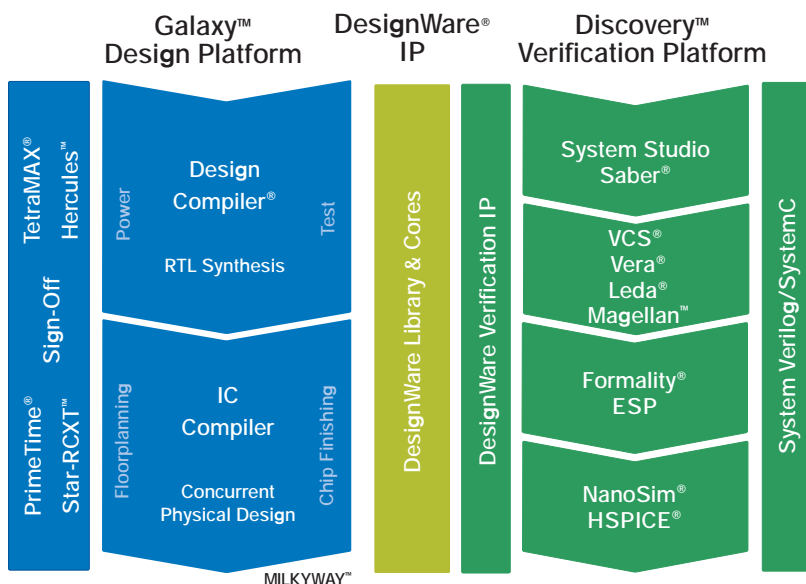 Galaxy™
Design Platform
DesignWare®
IP
Discovery™
Verification Platform
TetraMAX®
Hercules™
Sign-Off
PrimeTime®
Star-RCXT™
Power
Design
Compiler®
RTL Synthesis
Test
Floorplanning
IC
Compiler
Concurrent
Physical Design
Chip Finishing
MILKYWAY™
DesignWare Library & Cores
DesignWare Verification IP
System Studio
Saber®
VCS®
Vera®
Leda®
Magellan™
Formality®
ESP
NanoSim®
HSPICE®
System Verilog/SystemC